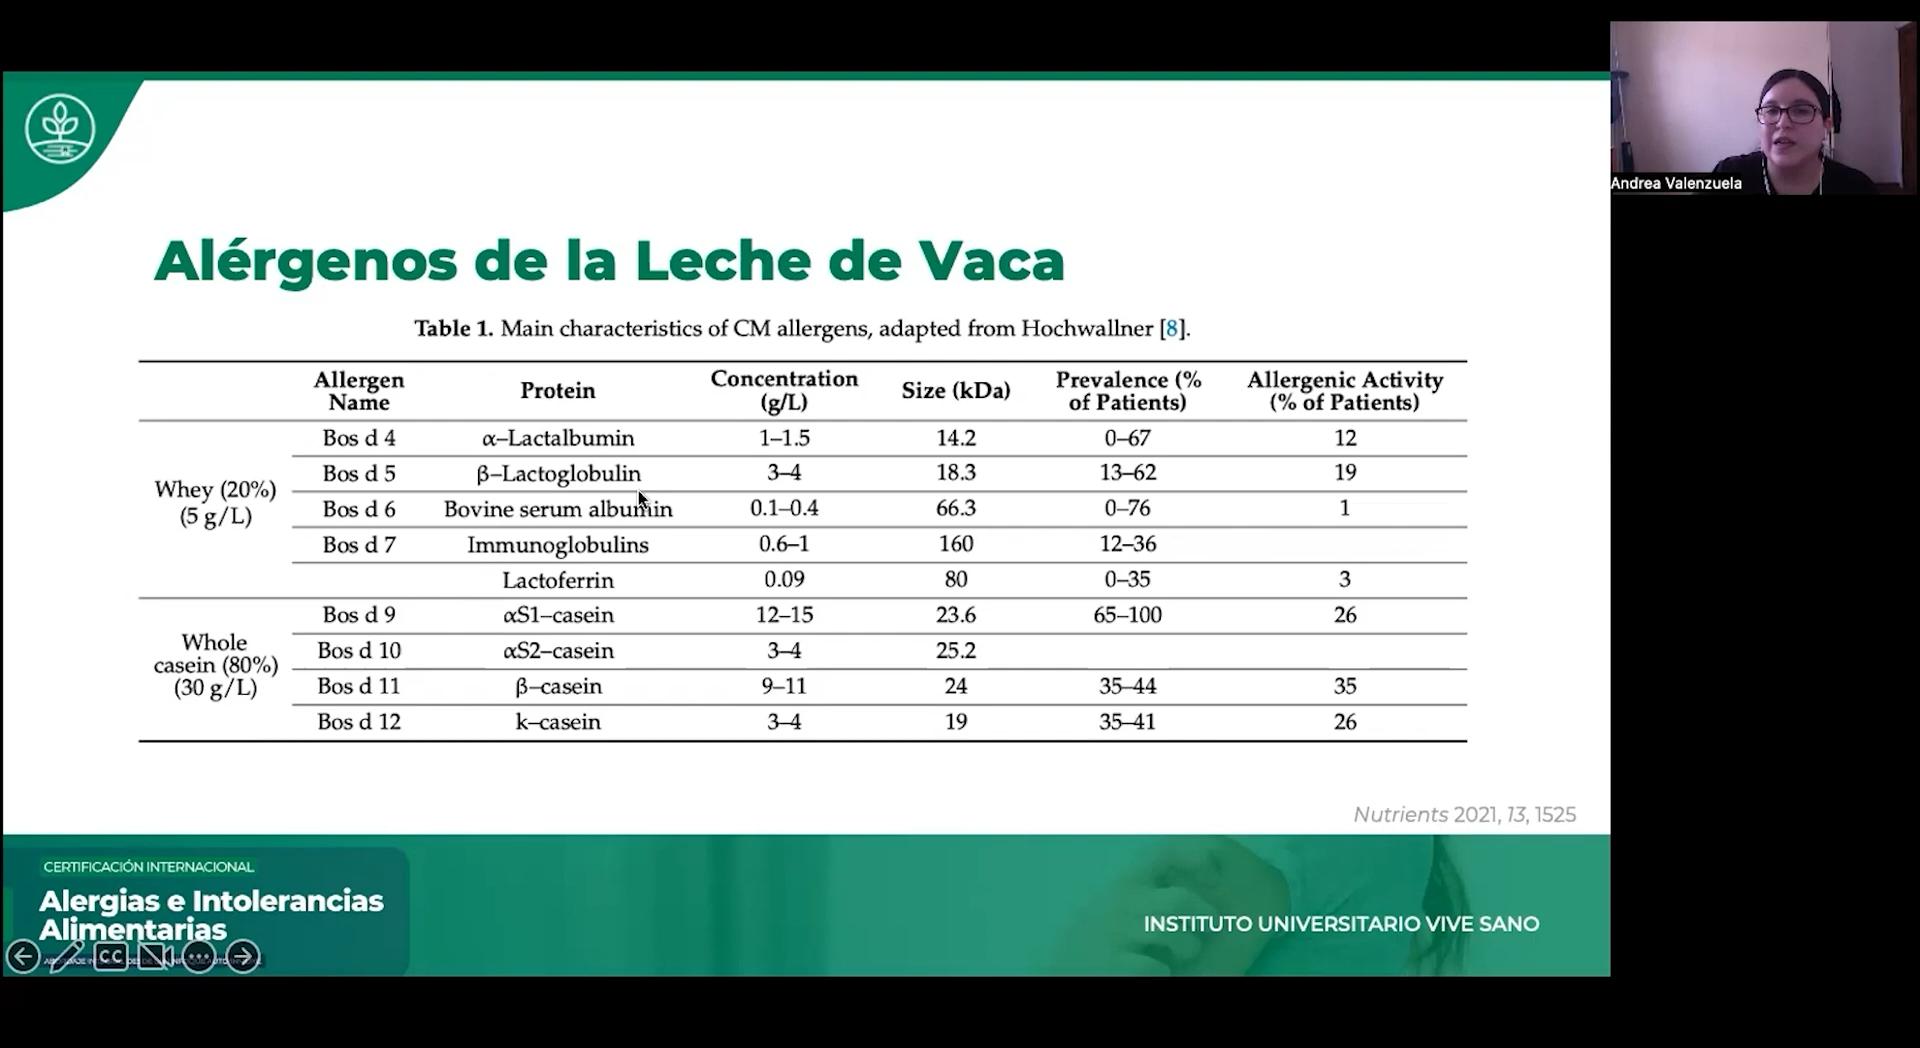 Andrea Valenzuela
Alérgenos de la Leche de Vaca
Table 1. Main characteristics of CM allergens, adapted from Hochwallner [8].
Allergen Name Protein Concentration (g/L) Size (kDa) Prevalence (% of Patients) Allergenic Activity (% of Patients)
Whey (20%) (5 g/L)
Bos d 4 α–Lactalbumin 1–1.5 14.2 0–67 12
Bos d 5 β–Lactoglobulin 3–4 18.3 13–62 19
Bos d 6 Bovine serum albumin 0.1–0.4 66.3 0–76 1
Bos d 7 Immunoglobulins 0.6–1 160 12–36
Lactoferrin 0.09 80 0–35 3
Whole casein (80%) (30 g/L)
Bos d 9 αS1–casein 12–15 23.6 65–100 26
Bos d 10 αS2–casein 3–4 25.2
Bos d 11 β–casein 9–11 24 35–44 35
Bos d 12 k–casein 3–4 19 35–41 26
Nutrients 2021, 13, 1525
CERTIFICACIÓN INTERNACIONAL
Alergias e Intolerancias
Alimentarias
CC
INSTITUTO UNIVERSITARIO VIVE SANO